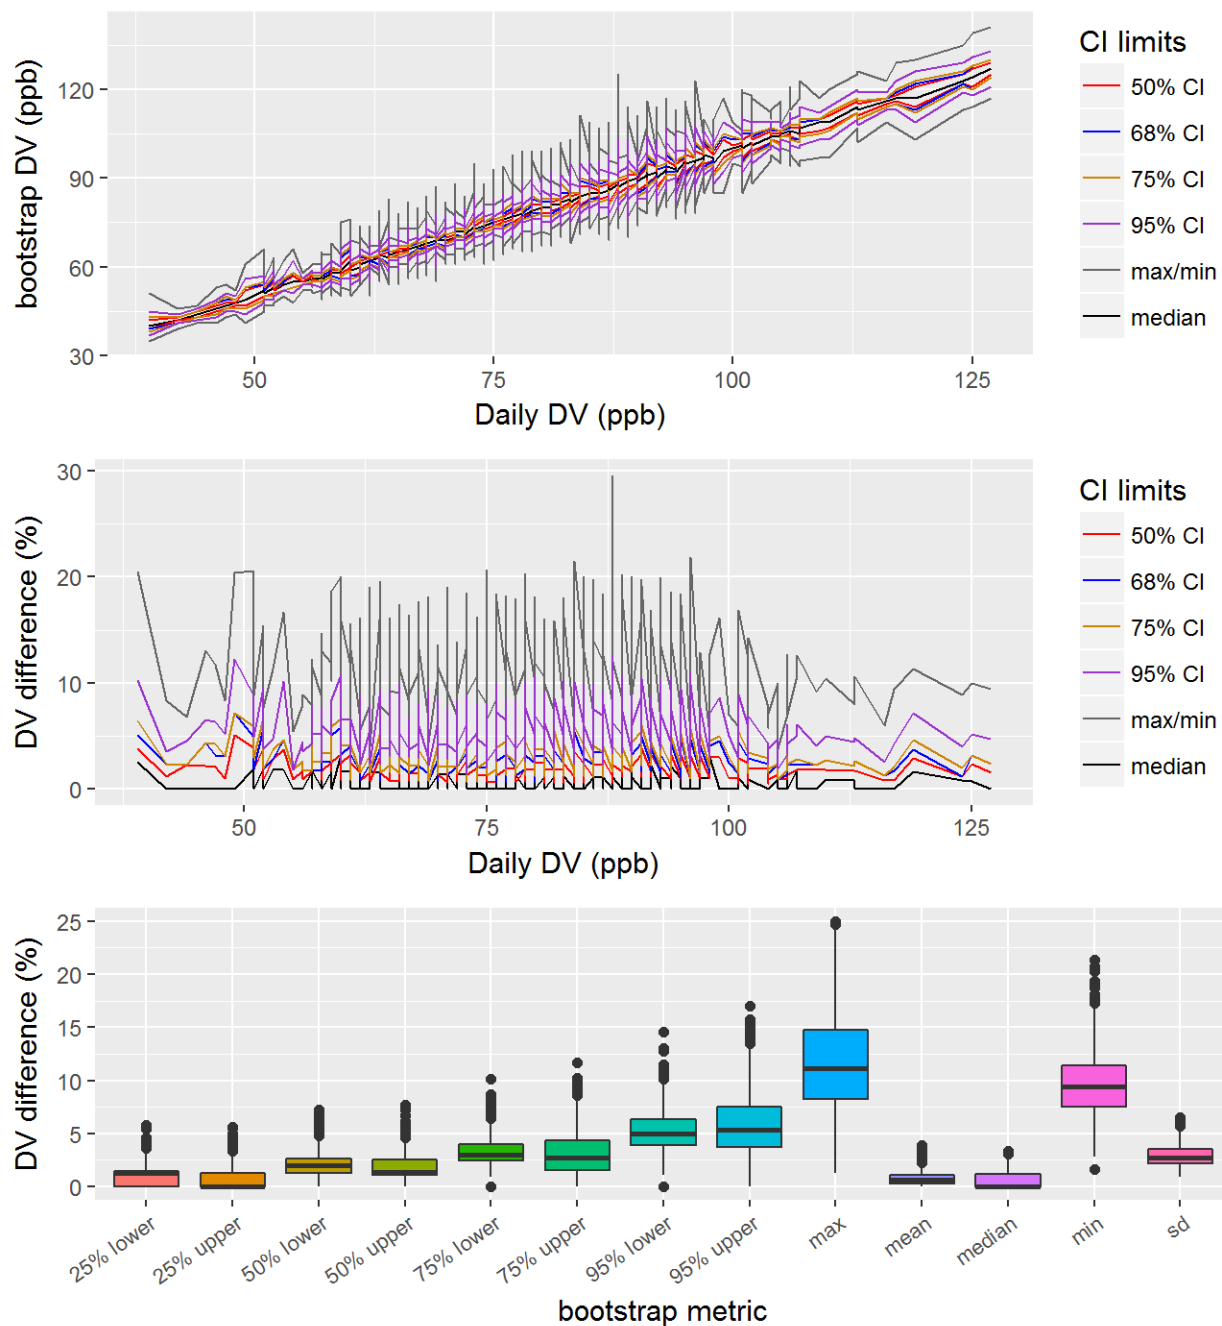 bootstrap DV (ppb)
120
90
60
30
50
75
100
125
Daily DV (ppb)
CI limits
50% CI
68% CI
75% CI
95% CI
max/min
median
DV difference (%)
30
20
10
0
50
75
100
125
Daily DV (ppb)
CI limits
50% CI
68% CI
75% CI
95% CI
max/min
median
DV difference (%)
25
20
15
10
5
0
25% lower
25% upper
50% lower
50% upper
75% lower
75% upper
95% lower
95% upper
max
mean
median
min
sd
bootstrap metric